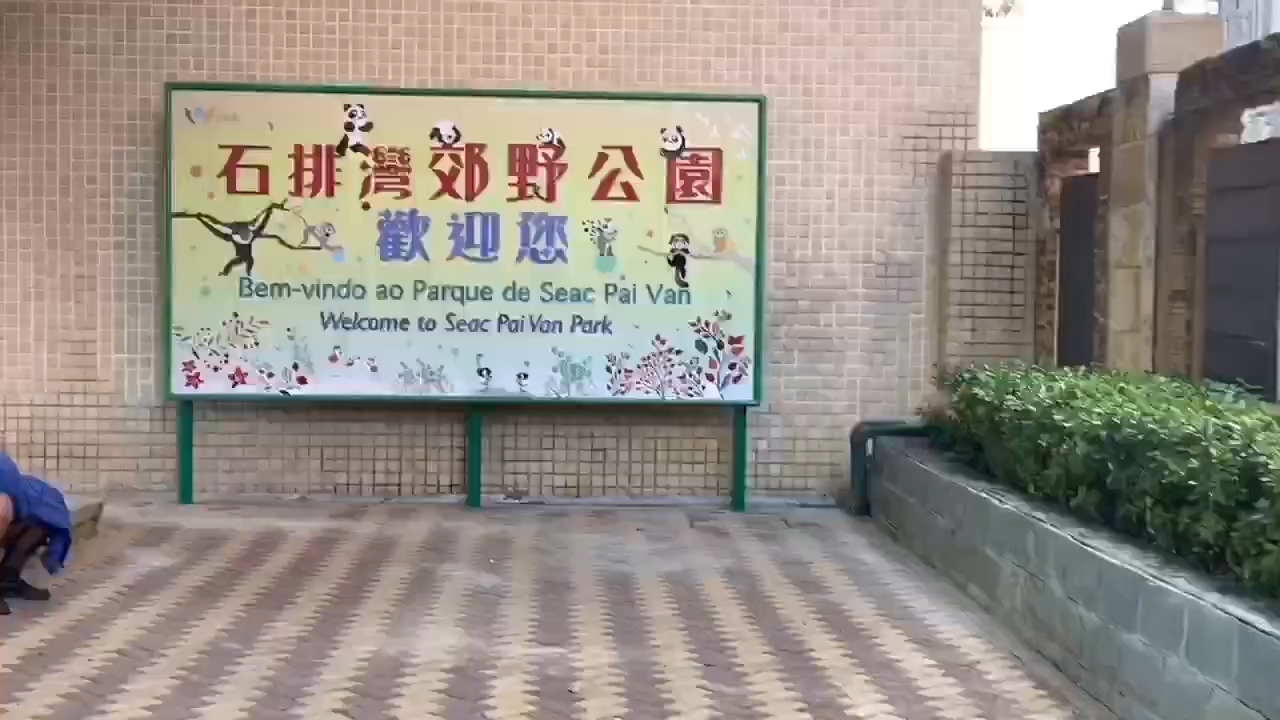 石排灣郊野公園
歡迎您
Bem-vindo ao Parque de Seac Pai Van
Welcome to Seac Pai Van Park